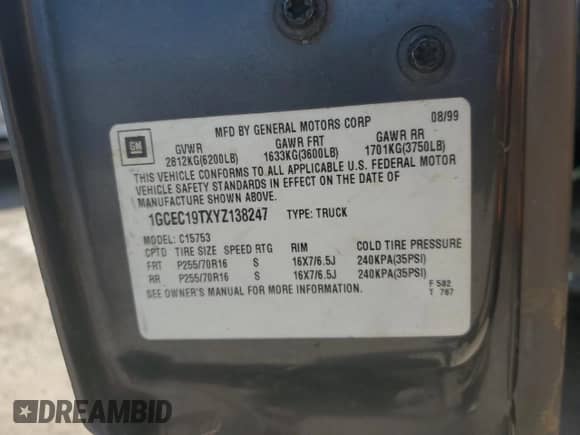 GM
MFD BY GENERAL MOTORS CORP 08/99
GVWR GAWR FRT GAWR RR
2812KG(6200LB) 1633KG(3600LB) 1701KG(3750LB)
THIS VEHICLE CONFORMS TO ALL APPLICABLE U.S. FEDERAL MOTOR
VEHICLE SAFETY STANDARDS IN EFFECT ON THE DATE OF
MANUFACTURE SHOWN ABOVE.
1GCEC19TXYZ138247 TYPE: TRUCK
MODEL: C15753
CPTD TIRE SIZE SPEED RTG RIM COLD TIRE PRESSURE
FRT P255/70R16 S 16X7/6.5J 240KPA(35PSI)
RR P255/70R16 S 16X7/6.5J 240KPA(35PSI)
SEE OWNER'S MANUAL FOR MORE INFORMATION.
F 582
T 767
DREAMBID